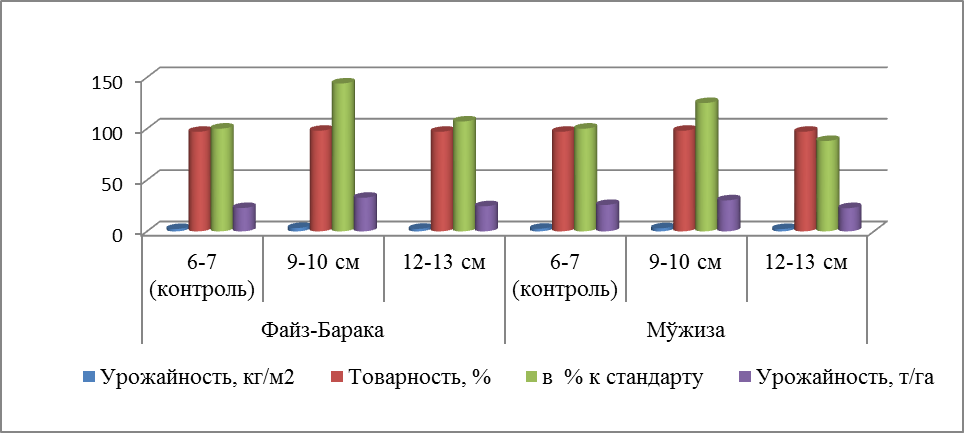 150
100
50
0
6-7 (контроль) 9-10 см 12-13 см 6-7 (контроль) 9-10 см 12-13 см
Файз-Барака Мўжиза
Урожайность, кг/м2 Товарность, % в % к стандарту Урожайность, т/га